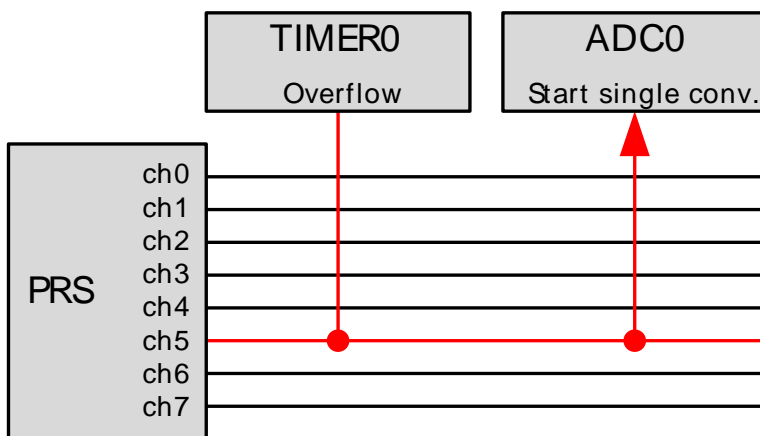 TIMER0
Overflow
ADC0
Start single conv.
PRS
ch0
ch1
ch2
ch3
ch4
ch5
ch6
ch7